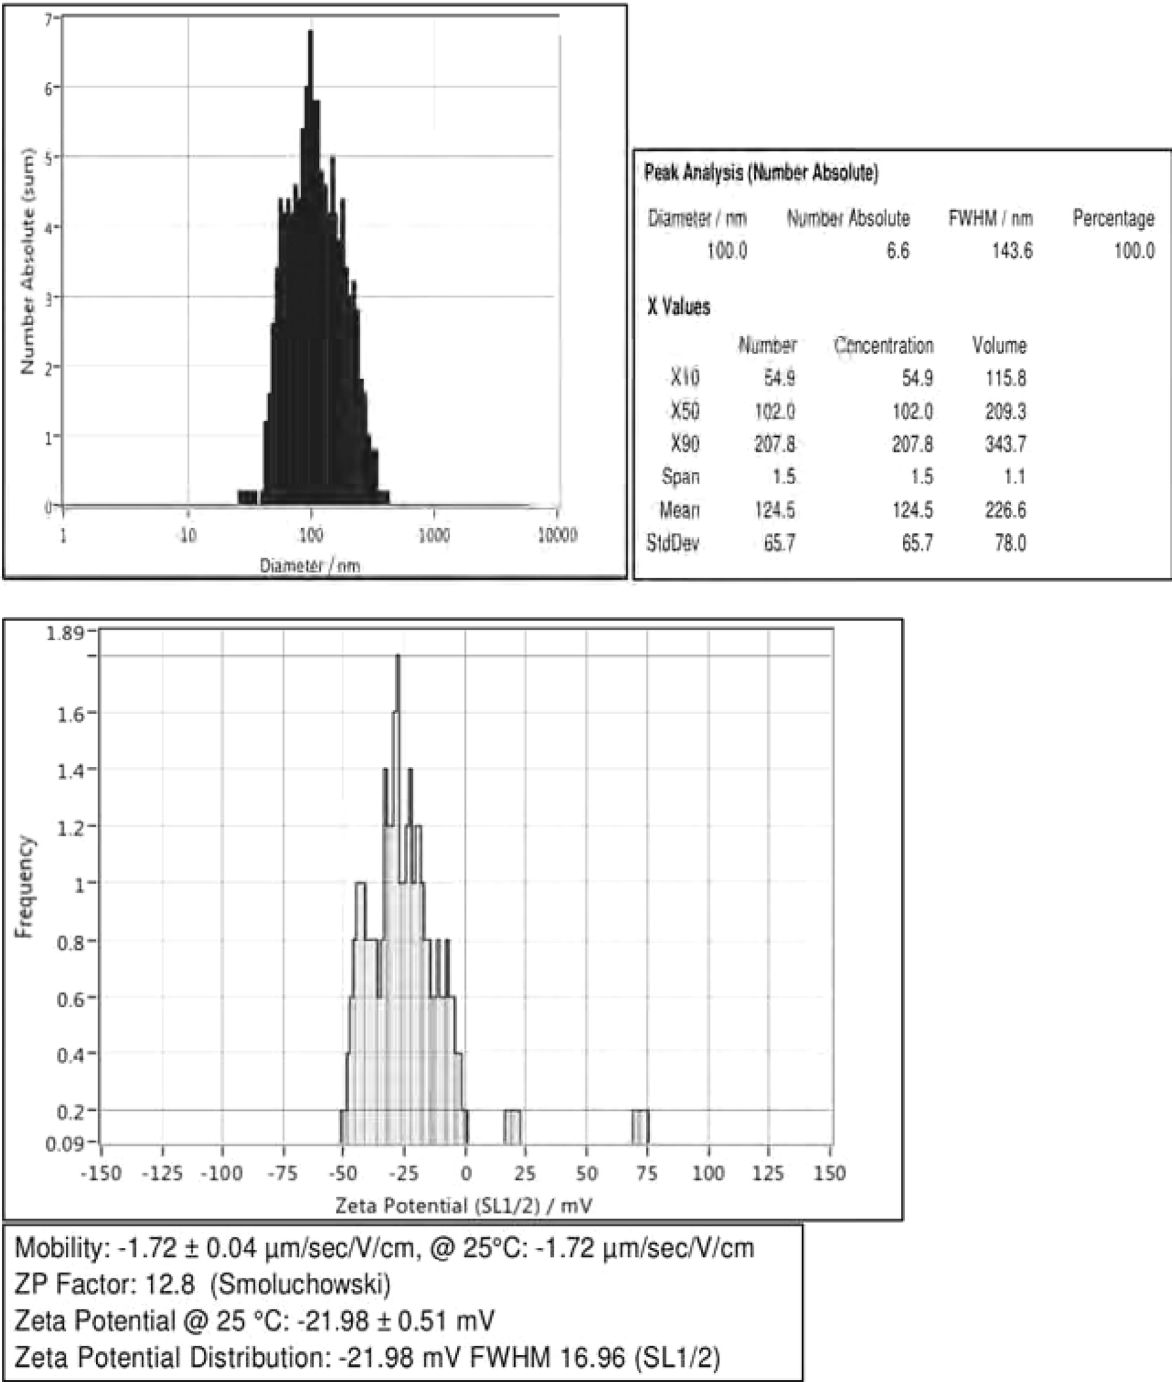 7
6
5
4
3
2
1
0
Number Absolute (sum)
1 10 100 1000 10000
Diameter / nm
Peak Analysis (Number Absolute)
Diameter / nm Number Absolute FWHM / nm Percentage
100.0 6.6 143.6 100.0
X Values
Number Concentration Volume
X10 54.9 54.9 115.8
X50 102.0 102.0 209.3
X90 207.8 207.8 343.7
Span 1.5 1.5 1.1
Mean 124.5 124.5 226.6
StdDev 65.7 65.7 78.0
1.89
1.6
1.4
1.2
1
0.8
0.6
0.4
0.2
0.09
Frequency
-150 -125 -100 -75 -50 -25 0 25 50 75 100 125 150
Zeta Potential (SL1/2) / mV
Mobility: -1.72 ± 0.04 µm/sec/V/cm, @ 25°C: -1.72 µm/sec/V/cm
ZP Factor: 12.8 (Smoluchowski)
Zeta Potential @ 25 °C: -21.98 ± 0.51 mV
Zeta Potential Distribution: -21.98 mV FWHM 16.96 (SL1/2)